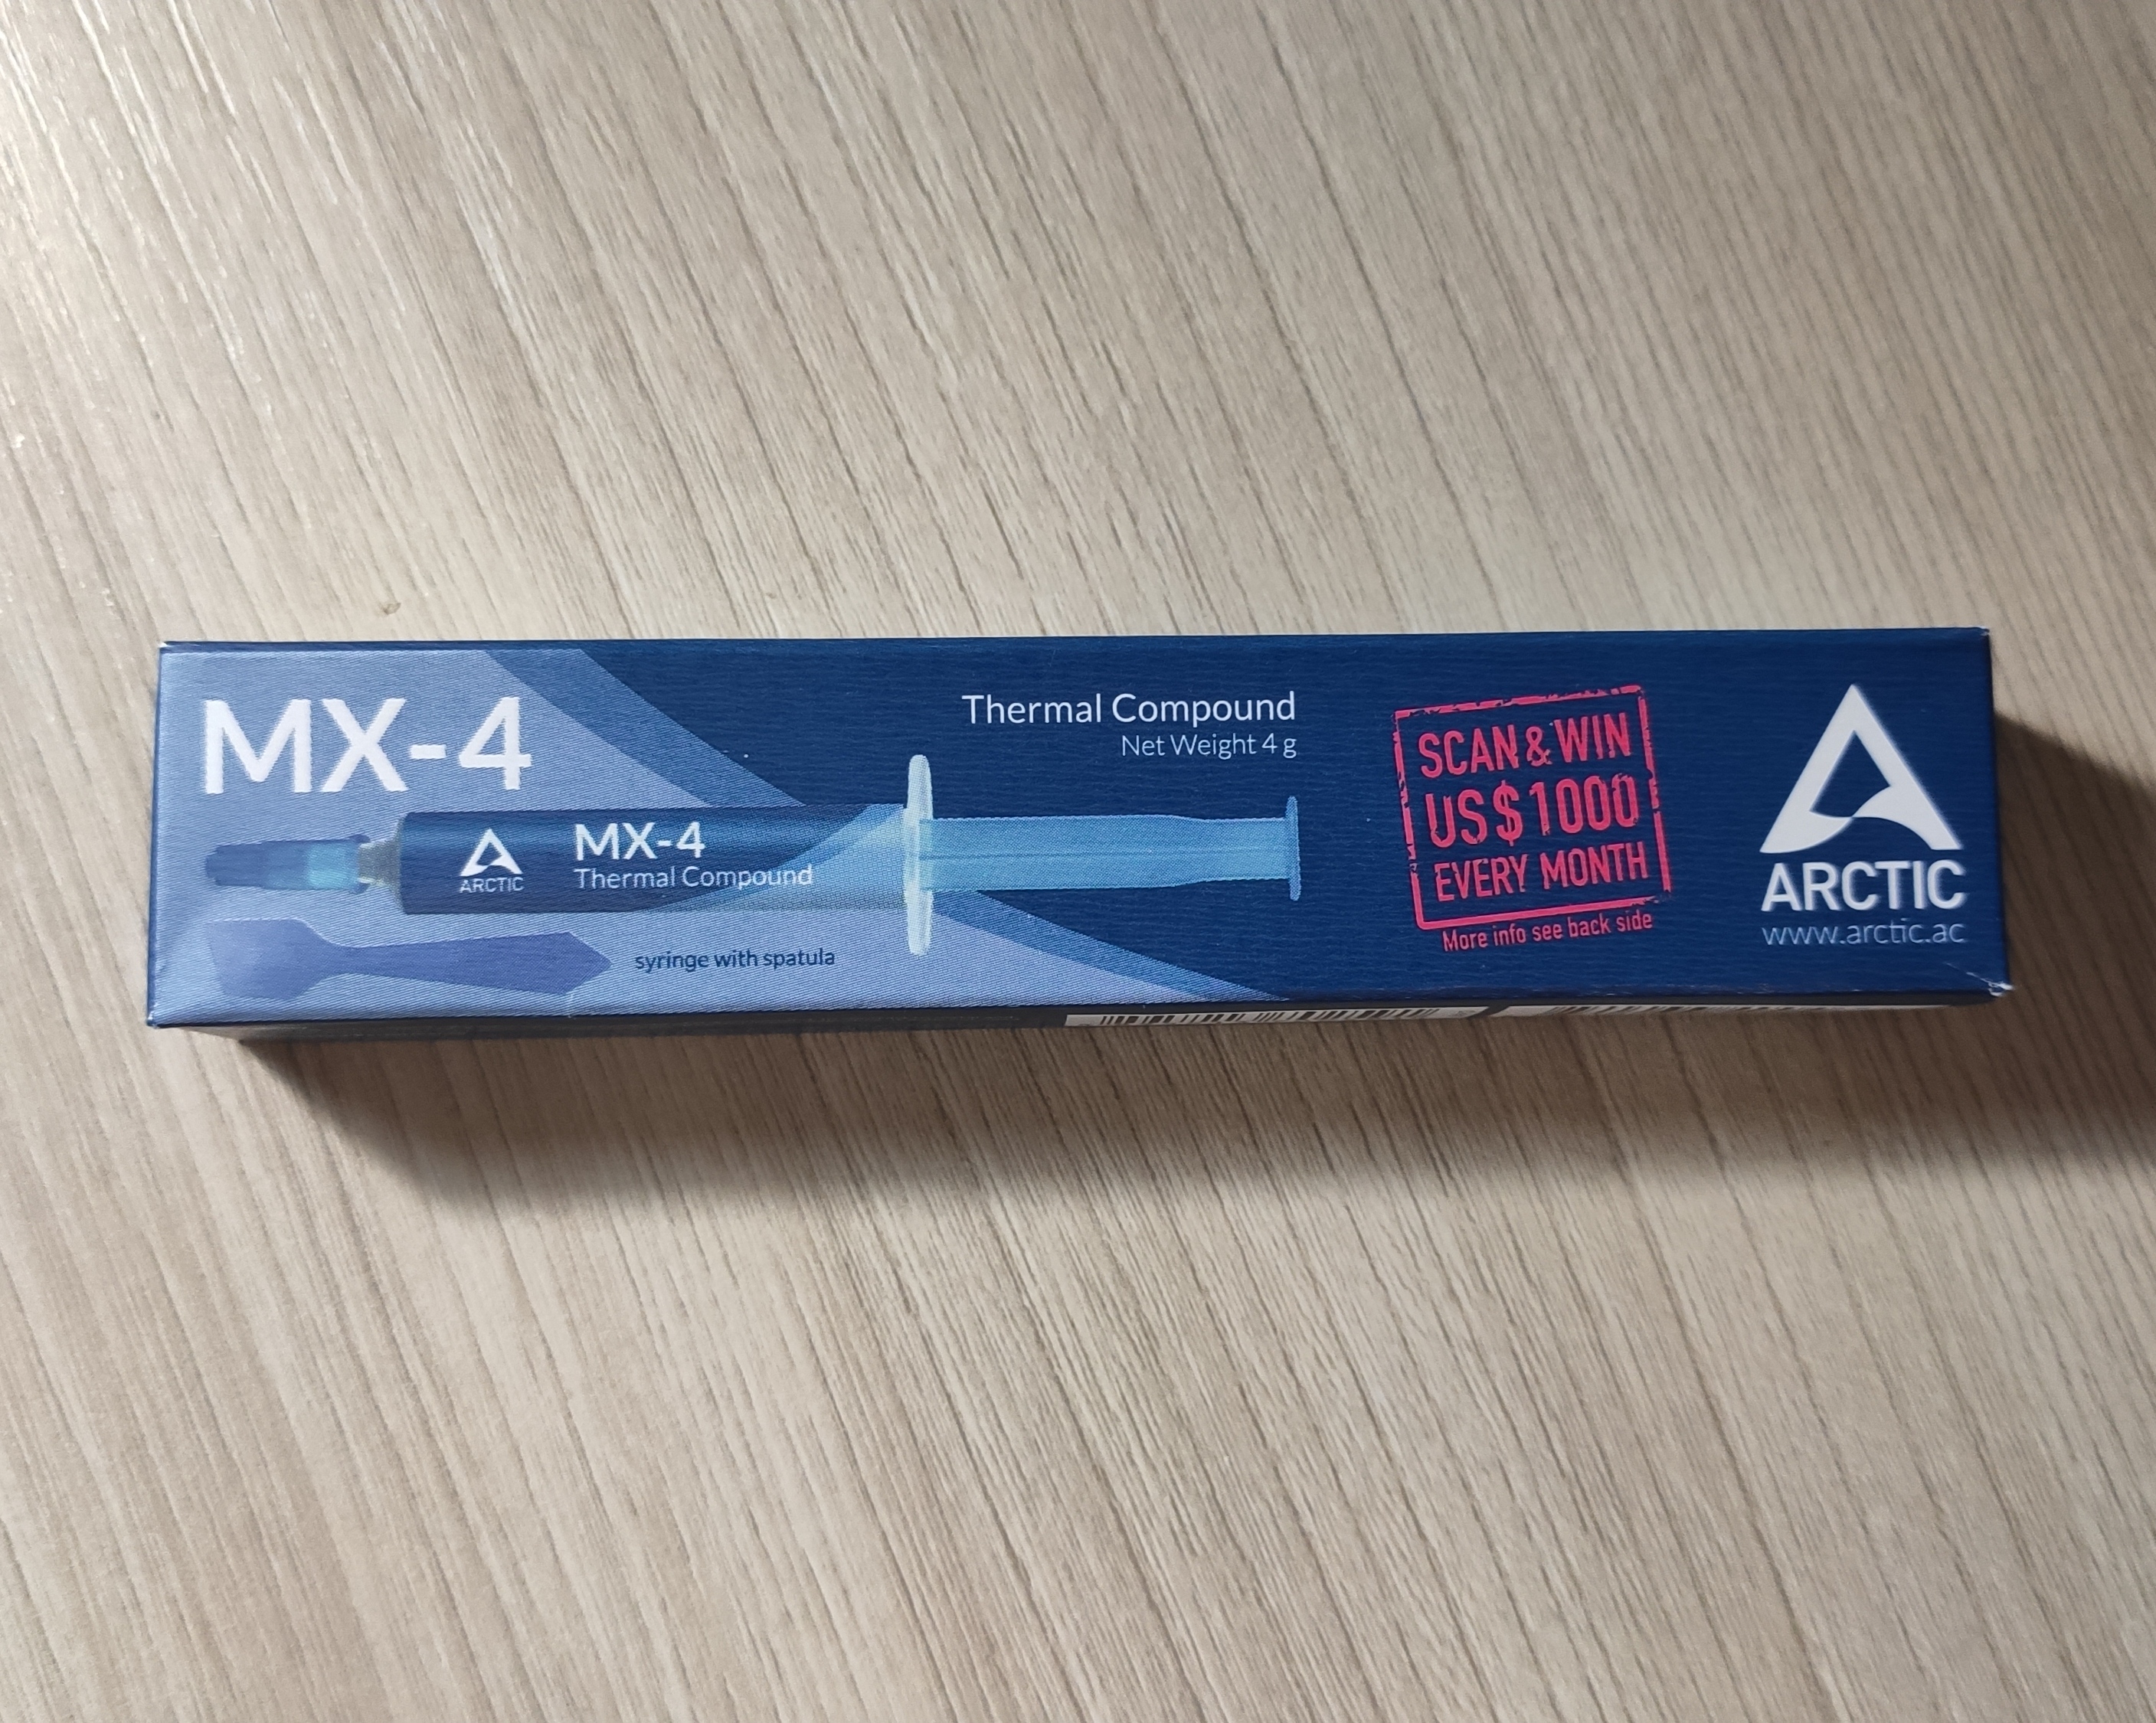 MX-4
ARCTIC
MX-4
Thermal Compound
syringe with spatula
Thermal Compound
Net Weight 4 g
SCAN & WIN
US$1000
EVERY MONTH
More info see back side
ARCTIC
www.arctic.ac